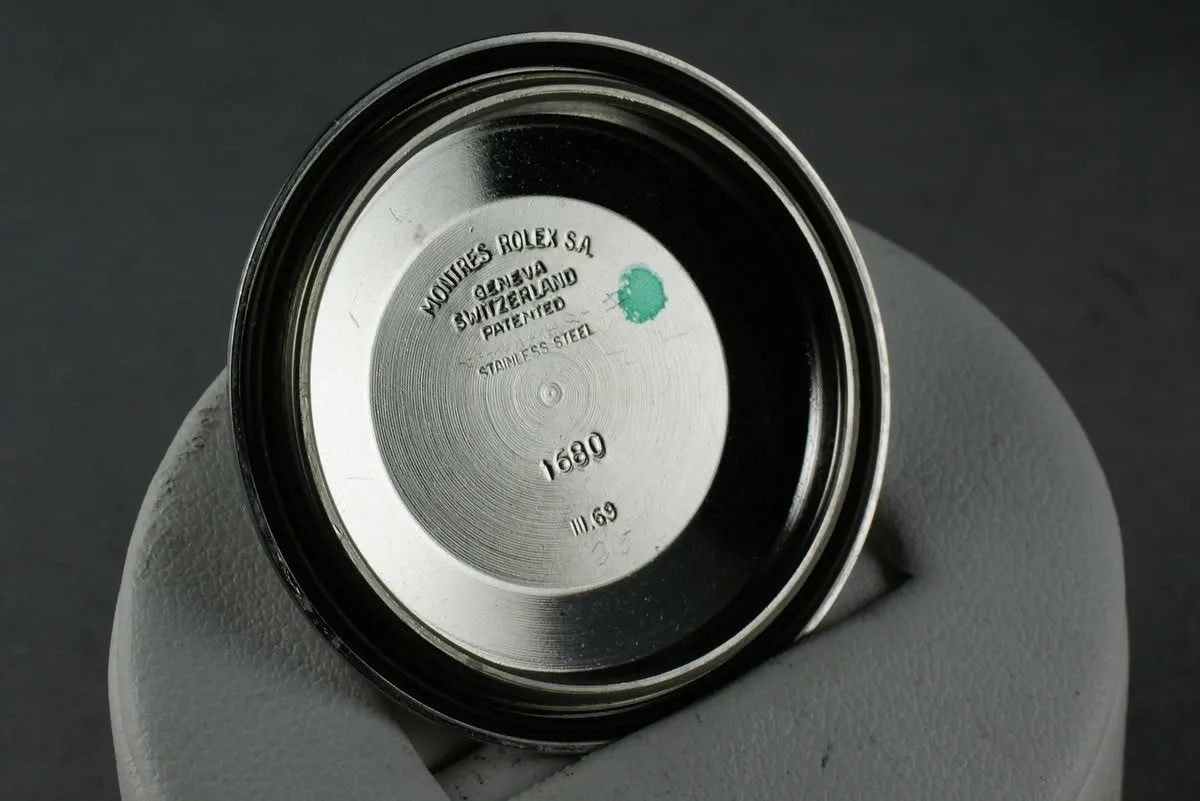 MONTRES ROLEX S.A.
GENEVA
SWITZERLAND
PATENTED
STAINLESS STEEL
1680
III.69